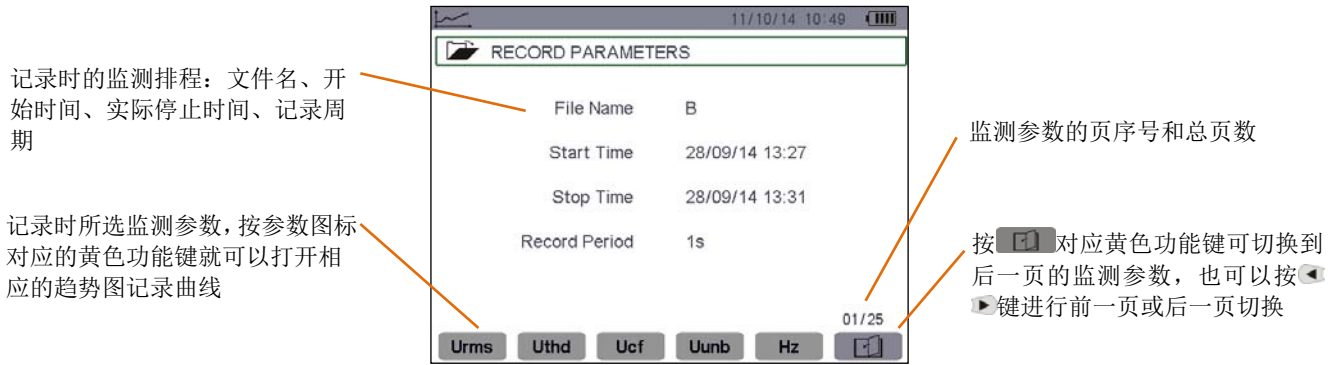 11/10/14 10:49
RECORD PARAMETERS
记录时的监测排程：文件名、开
始时间、实际停止时间、记录周
期
File Name B
Start Time 28/09/14 13:27
Stop Time 28/09/14 13:31
Record Period 1s
监测参数的页序号和总页数
记录时所选监测参数，按参数图标
对应的黄色功能键就可以打开相
应的趋势图记录曲线
按 对应黄色功能键可切换到
后一页的监测参数，也可以按
键进行前一页或后一页切换
01/25
Urms Uthd Ucf Uunb Hz